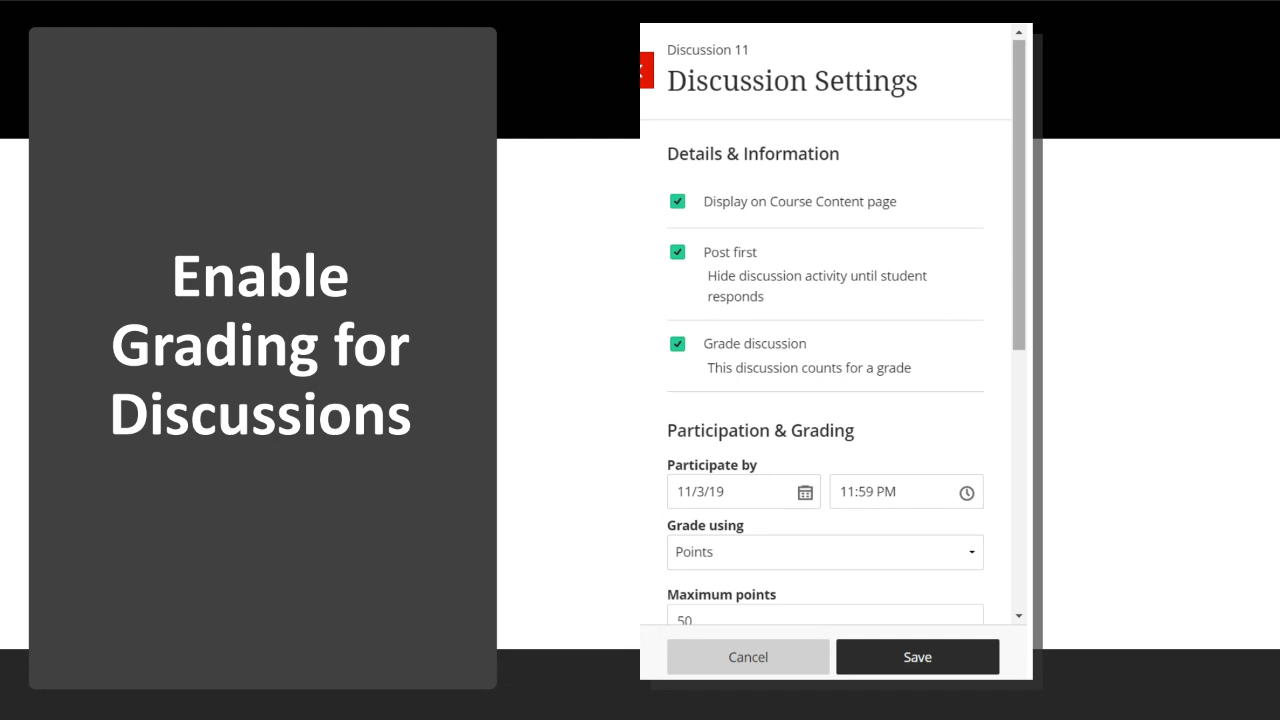 Enable
Grading for
Discussions
Discussion 11
Discussion Settings
Details & Information
Display on Course Content page
Post first
Hide discussion activity until student
responds
Grade discussion
This discussion counts for a grade
Participation & Grading
Participate by
11/3/19
11:59 PM
Grade using
Points
Maximum points
50
Cancel
Save